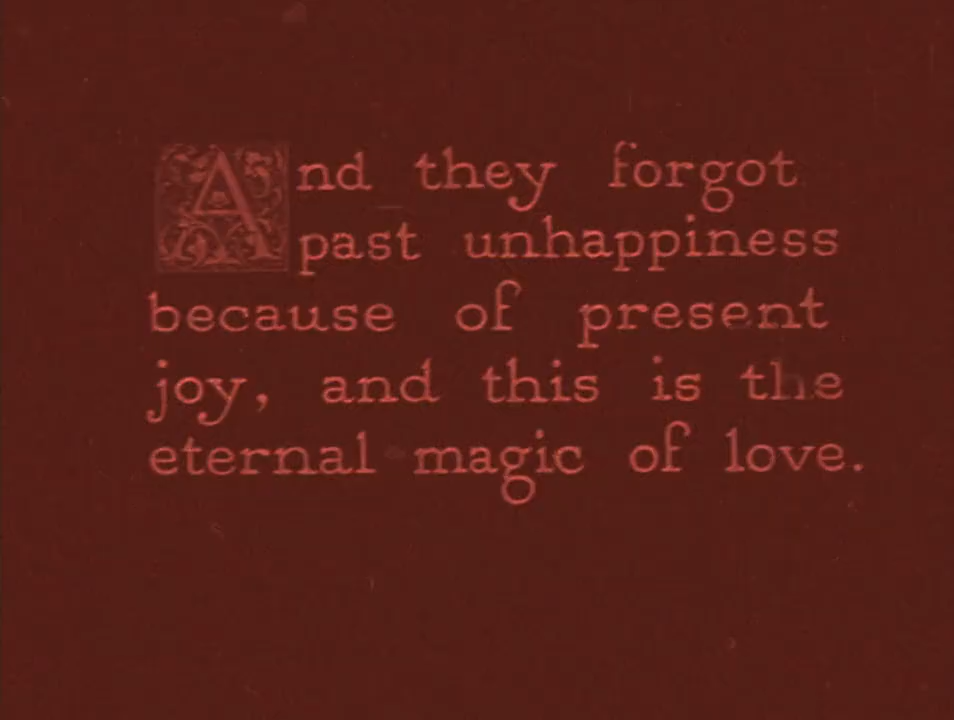 And they forgot
past unhappiness
because of present
joy, and this is the
eternal magic of love.